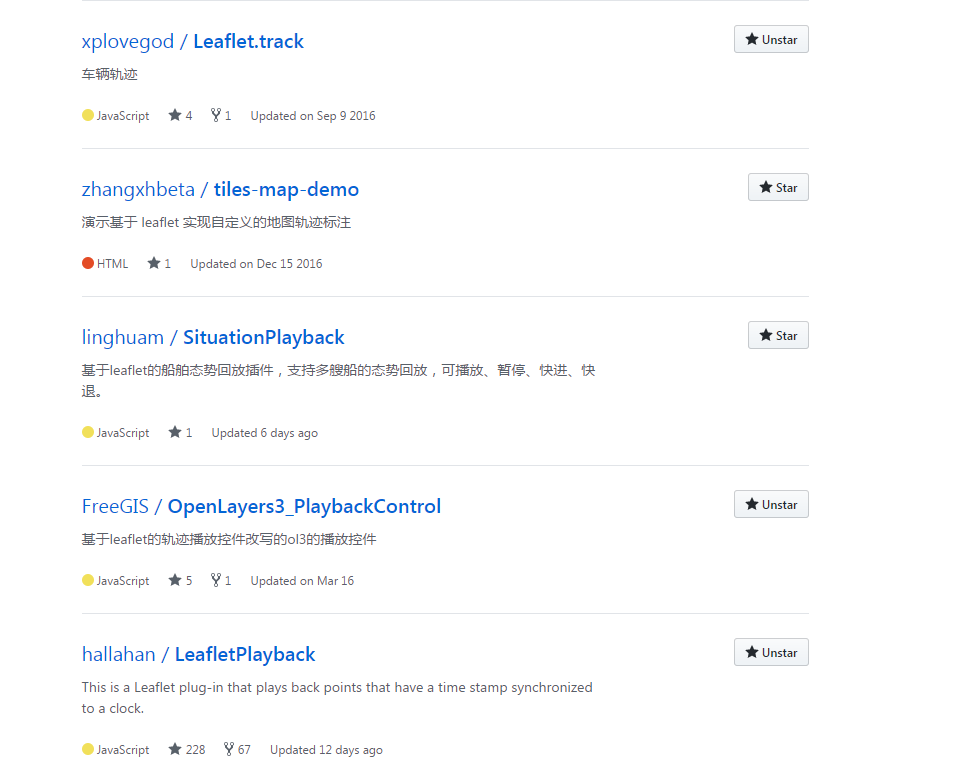 xplovegod / Leaflet.track
Unstar
车辆轨迹
JavaScript 4 1 Updated on Sep 9 2016
zhangxhbeta / tiles-map-demo
Star
演示基于 leaflet 实现自定义的地图轨迹标注
HTML 1 Updated on Dec 15 2016
linghuam / SituationPlayback
Star
基于leaflet的船舶态势回放插件，支持多艘船的态势回放，可播放、暂停、快进、快
退。
JavaScript 1 Updated 6 days ago
FreeGIS / OpenLayers3_PlaybackControl
Unstar
基于leaflet的轨迹播放控件改写的ol3的播放控件
JavaScript 5 1 Updated on Mar 16
hallahan / LeafletPlayback
Unstar
This is a Leaflet plug-in that plays back points that have a time stamp synchronized
to a clock.
JavaScript 228 67 Updated 12 days ago